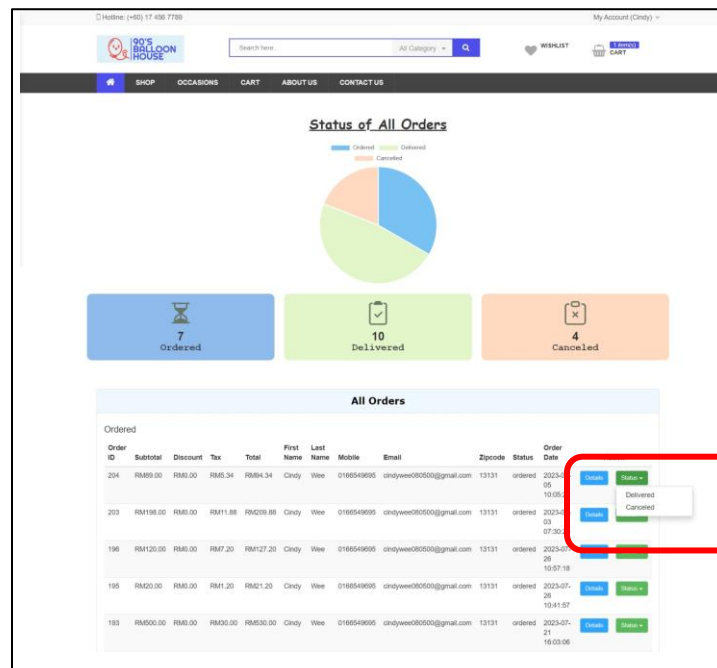 Hotline: (+60) 17 456 7789 My Account (Cindy)
90'S
BALLOON
HOUSE
Search here... All Category
WISHLIST
1 item(s)
CART
SHOP OCCASIONS CART ABOUT US CONTACT US
Status of All Orders
Ordered Delivered
Cancelled
7 10 4
Ordered Delivered Canceled
All Orders
Ordered
Order ID Subtotal Discount Tax Total First Name Last Name Mobile Email Zipcode Status Order Date
204 RM89.00 RM0.00 RM5.34 RM94.34 Cindy Wee 0166549695 cindywee080500@gmail.com 13131 ordered 05 Details Status
Delivered
Canceled
203 RM198.00 RM0.00 RM11.88 RM209.88 Cindy Wee 0166549695 cindywee080500@gmail.com 13131 ordered 03 Details Status
196 RM120.00 RM0.00 RM7.20 RM127.20 Cindy Wee 0166549695 cindywee080500@gmail.com 13131 ordered 2023-07-26 10:57:18 Details Status
195 RM20.00 RM0.00 RM1.20 RM21.20 Cindy Wee 0166549695 cindywee080500@gmail.com 13131 ordered 2023-07-26 10:41:57 Details Status
193 RM500.00 RM0.00 RM30.00 RM530.00 Cindy Wee 0166549695 cindywee080500@gmail.com 13131 ordered 2023-07-21 16:03:06 Details Status